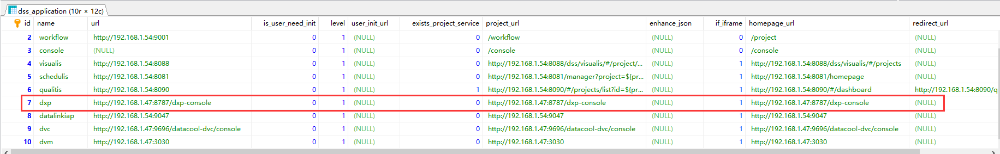 dss_application (10r × 12c)
id name url is_user_need_init level user_init_url exists_project_service project_url enhance_json if_iframe homepage_url redirect_url
2 workflow http://192.168.1.54:9001 0 1 (NULL) 0 /workflow (NULL) 0 /project (NULL)
3 console (NULL) 0 1 (NULL) 0 /console (NULL) 0 /console (NULL)
4 visualis http://192.168.1.54:8088 0 1 (NULL) 0 http://192.168.1.54:8088/dss/visualis/#/project/... (NULL) 1 http://192.168.1.54:8088/dss/visualis/#/projects (NULL)
5 schedulis http://192.168.1.54:8081 0 1 (NULL) 0 http://192.168.1.54:8081/manager?project=${pr... (NULL) 1 http://192.168.1.54:8081/homepage (NULL)
6 qualitis http://192.168.1.54:8090 0 1 (NULL) 1 http://192.168.1.54:8090/#/projects/list?id=${pr... (NULL) 1 http://192.168.1.54:8090/#/dashboard http://192.168.1.54:8090/q
7 dxp http://192.168.1.47:8787/dxp-console 0 1 (NULL) 0 http://192.168.1.47:8787/dxp-console (NULL) 1 http://192.168.1.47:8787/dxp-console (NULL)
8 datalinkiap http://192.168.1.54:9047 0 1 (NULL) 0 http://192.168.1.54:9047 (NULL) 1 http://192.168.1.54:9047 (NULL)
9 dvc http://192.168.1.47:9696/datacool-dvc/console 0 1 (NULL) 0 http://192.168.1.47:9696/datacool-dvc/console (NULL) 1 http://192.168.1.47:9696/datacool-dvc/console (NULL)
10 dvm http://192.168.1.47:3030 0 1 (NULL) 0 http://192.168.1.47:3030 (NULL) 1 http://192.168.1.47:3030 (NULL)